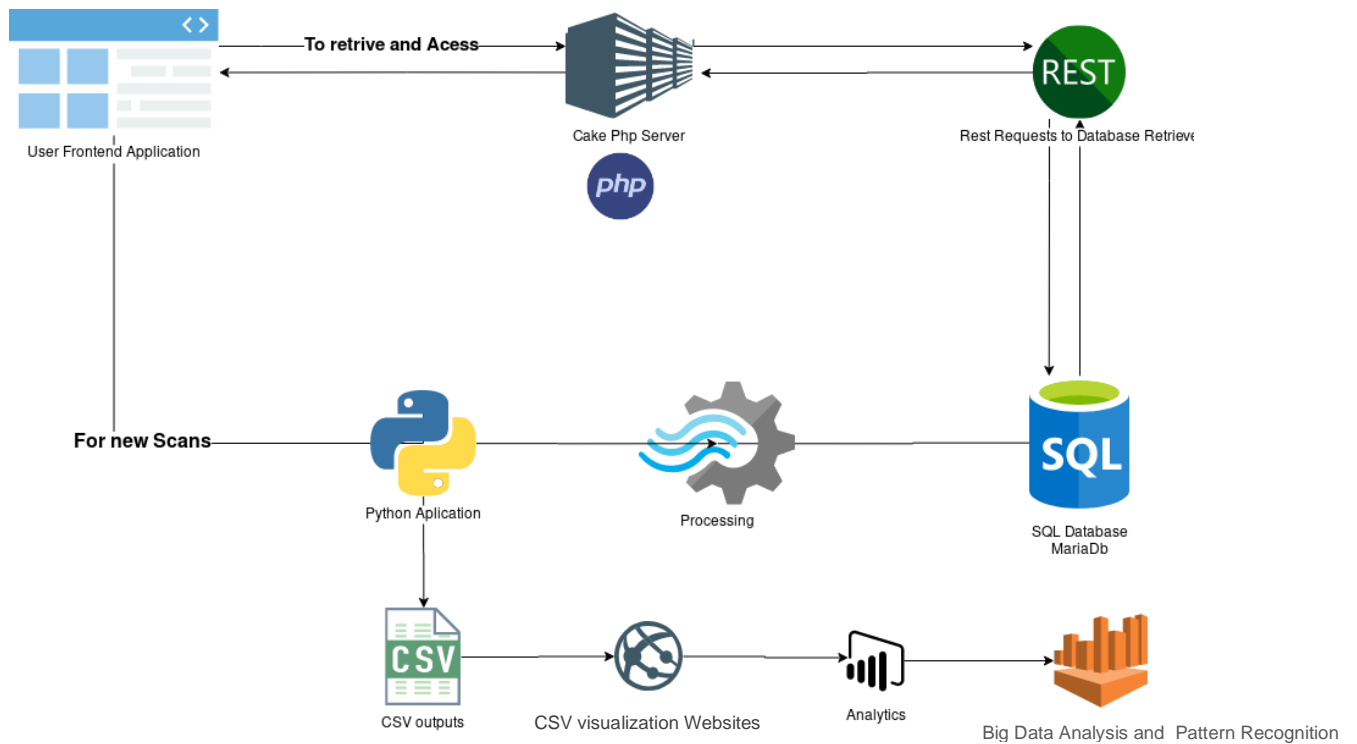 To retrive and Acess
REST
User Frontend Application
Cake Php Server
Rest Requests to Database Retrieve
php
For new Scans
SQL
Python Aplication
Processing
SQL Database
MariaDb
CSV
CSV outputs
CSV visualization Websites
Analytics
Big Data Analysis and  Pattern Recognition